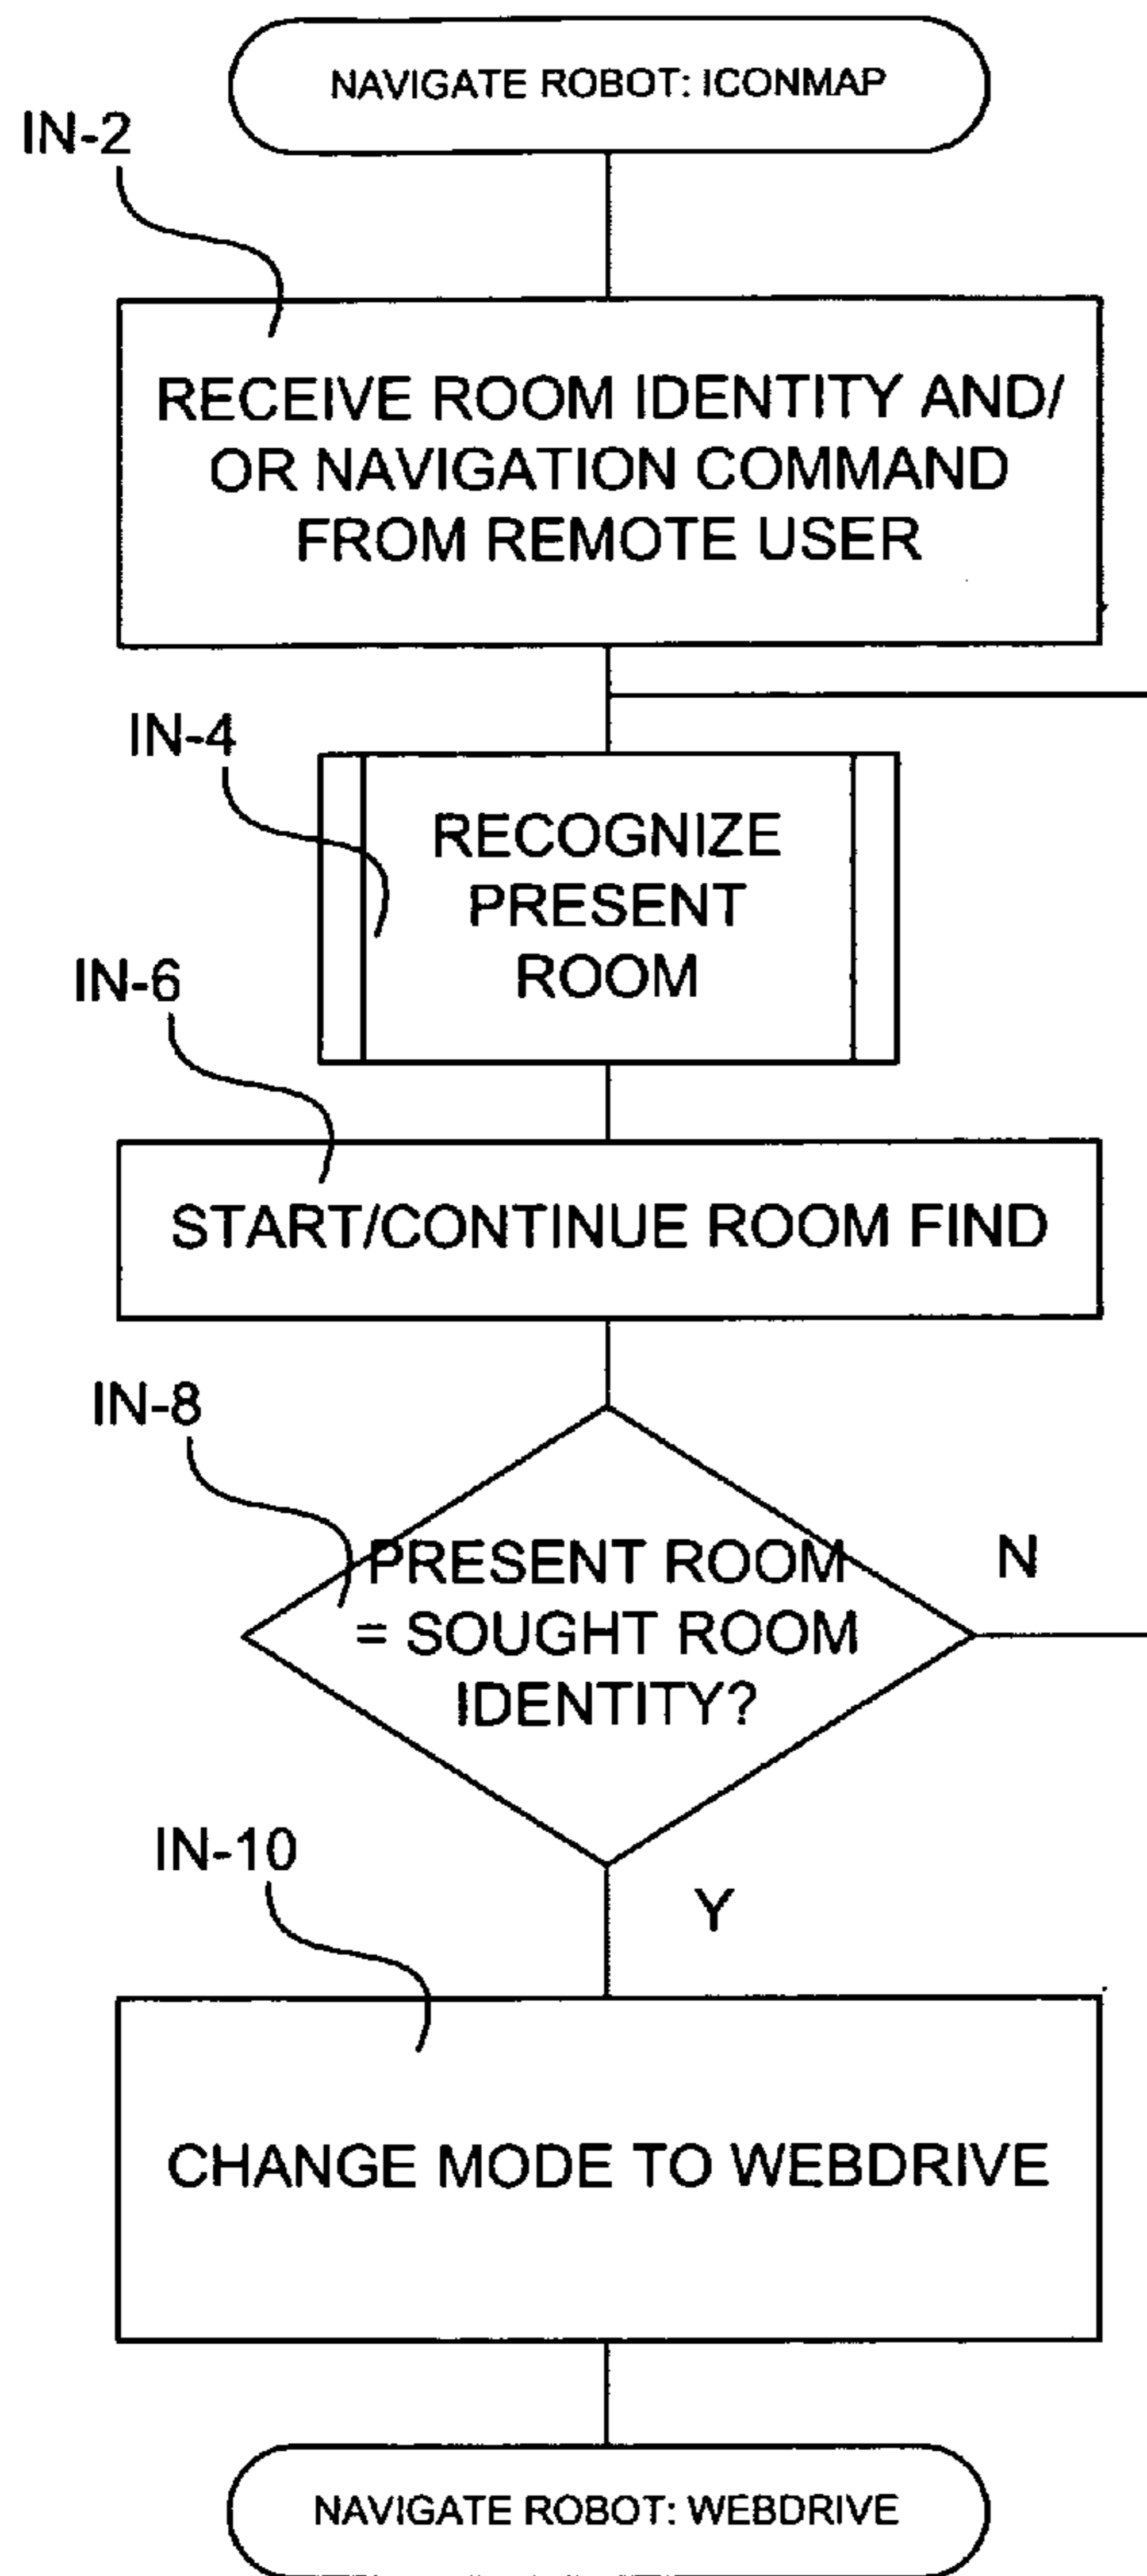 NAVIGATE ROBOT: ICONMAP
IN-2
RECEIVE ROOM IDENTITY AND/
OR NAVIGATION COMMAND
FROM REMOTE USER
IN-4
RECOGNIZE
PRESENT
ROOM
IN-6
START/CONTINUE ROOM FIND
IN-8
PRESENT ROOM
= SOUGHT ROOM
IDENTITY?
N
Y
IN-10
CHANGE MODE TO WEBDRIVE
NAVIGATE ROBOT: WEBDRIVE